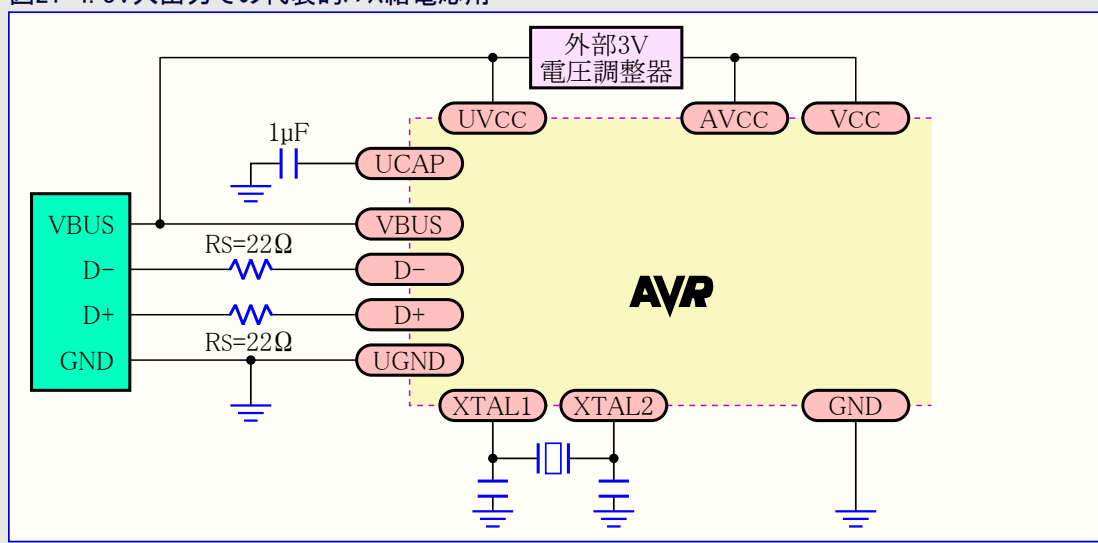 外部3V
電圧調整器
UVCC
AVCC
VCC
1µF
UCAP
VBUS
VBUS
RS=22Ω
D-
D-
AVR
D+
D+
RS=22Ω
GND
UGND
XTAL1
XTAL2
GND